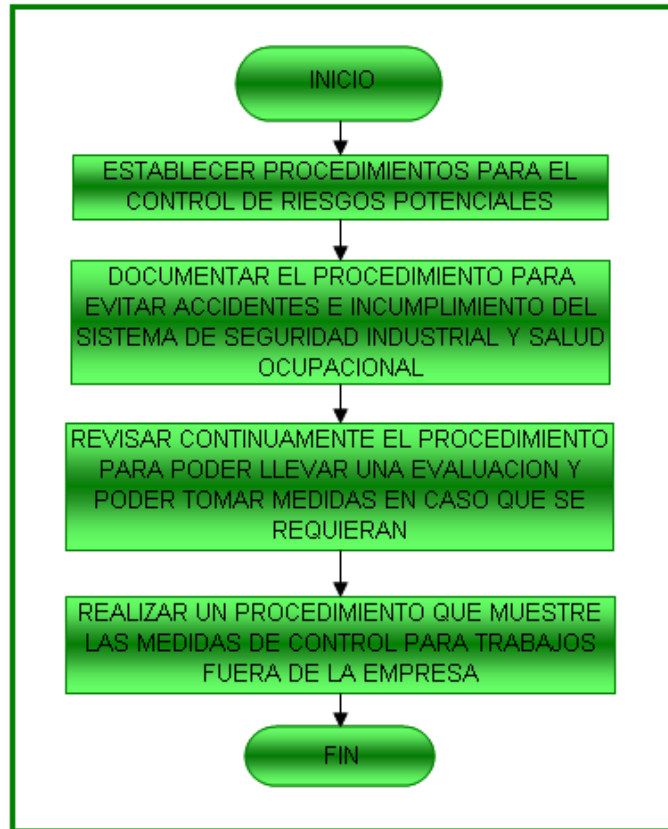 INICIO
ESTABLECER PROCEDIMIENTOS PARA EL
CONTROL DE RIESGOS POTENCIALES
DOCUMENTAR EL PROCEDIMIENTO PARA
EVITAR ACCIDENTES E INCUMPLIMIENTO DEL
SISTEMA DE SEGURIDAD INDUSTRIAL Y SALUD
OCUPACIONAL
REVISAR CONTINUAMENTE EL PROCEDIMIENTO
PARA PODER LLEVAR UNA EVALUACION Y
PODER TOMAR MEDIDAS EN CASO QUE SE
REQUIERAN
REALIZAR UN PROCEDIMIENTO QUE MUESTRE
LAS MEDIDAS DE CONTROL PARA TRABAJOS
FUERA DE LA EMPRESA
FIN